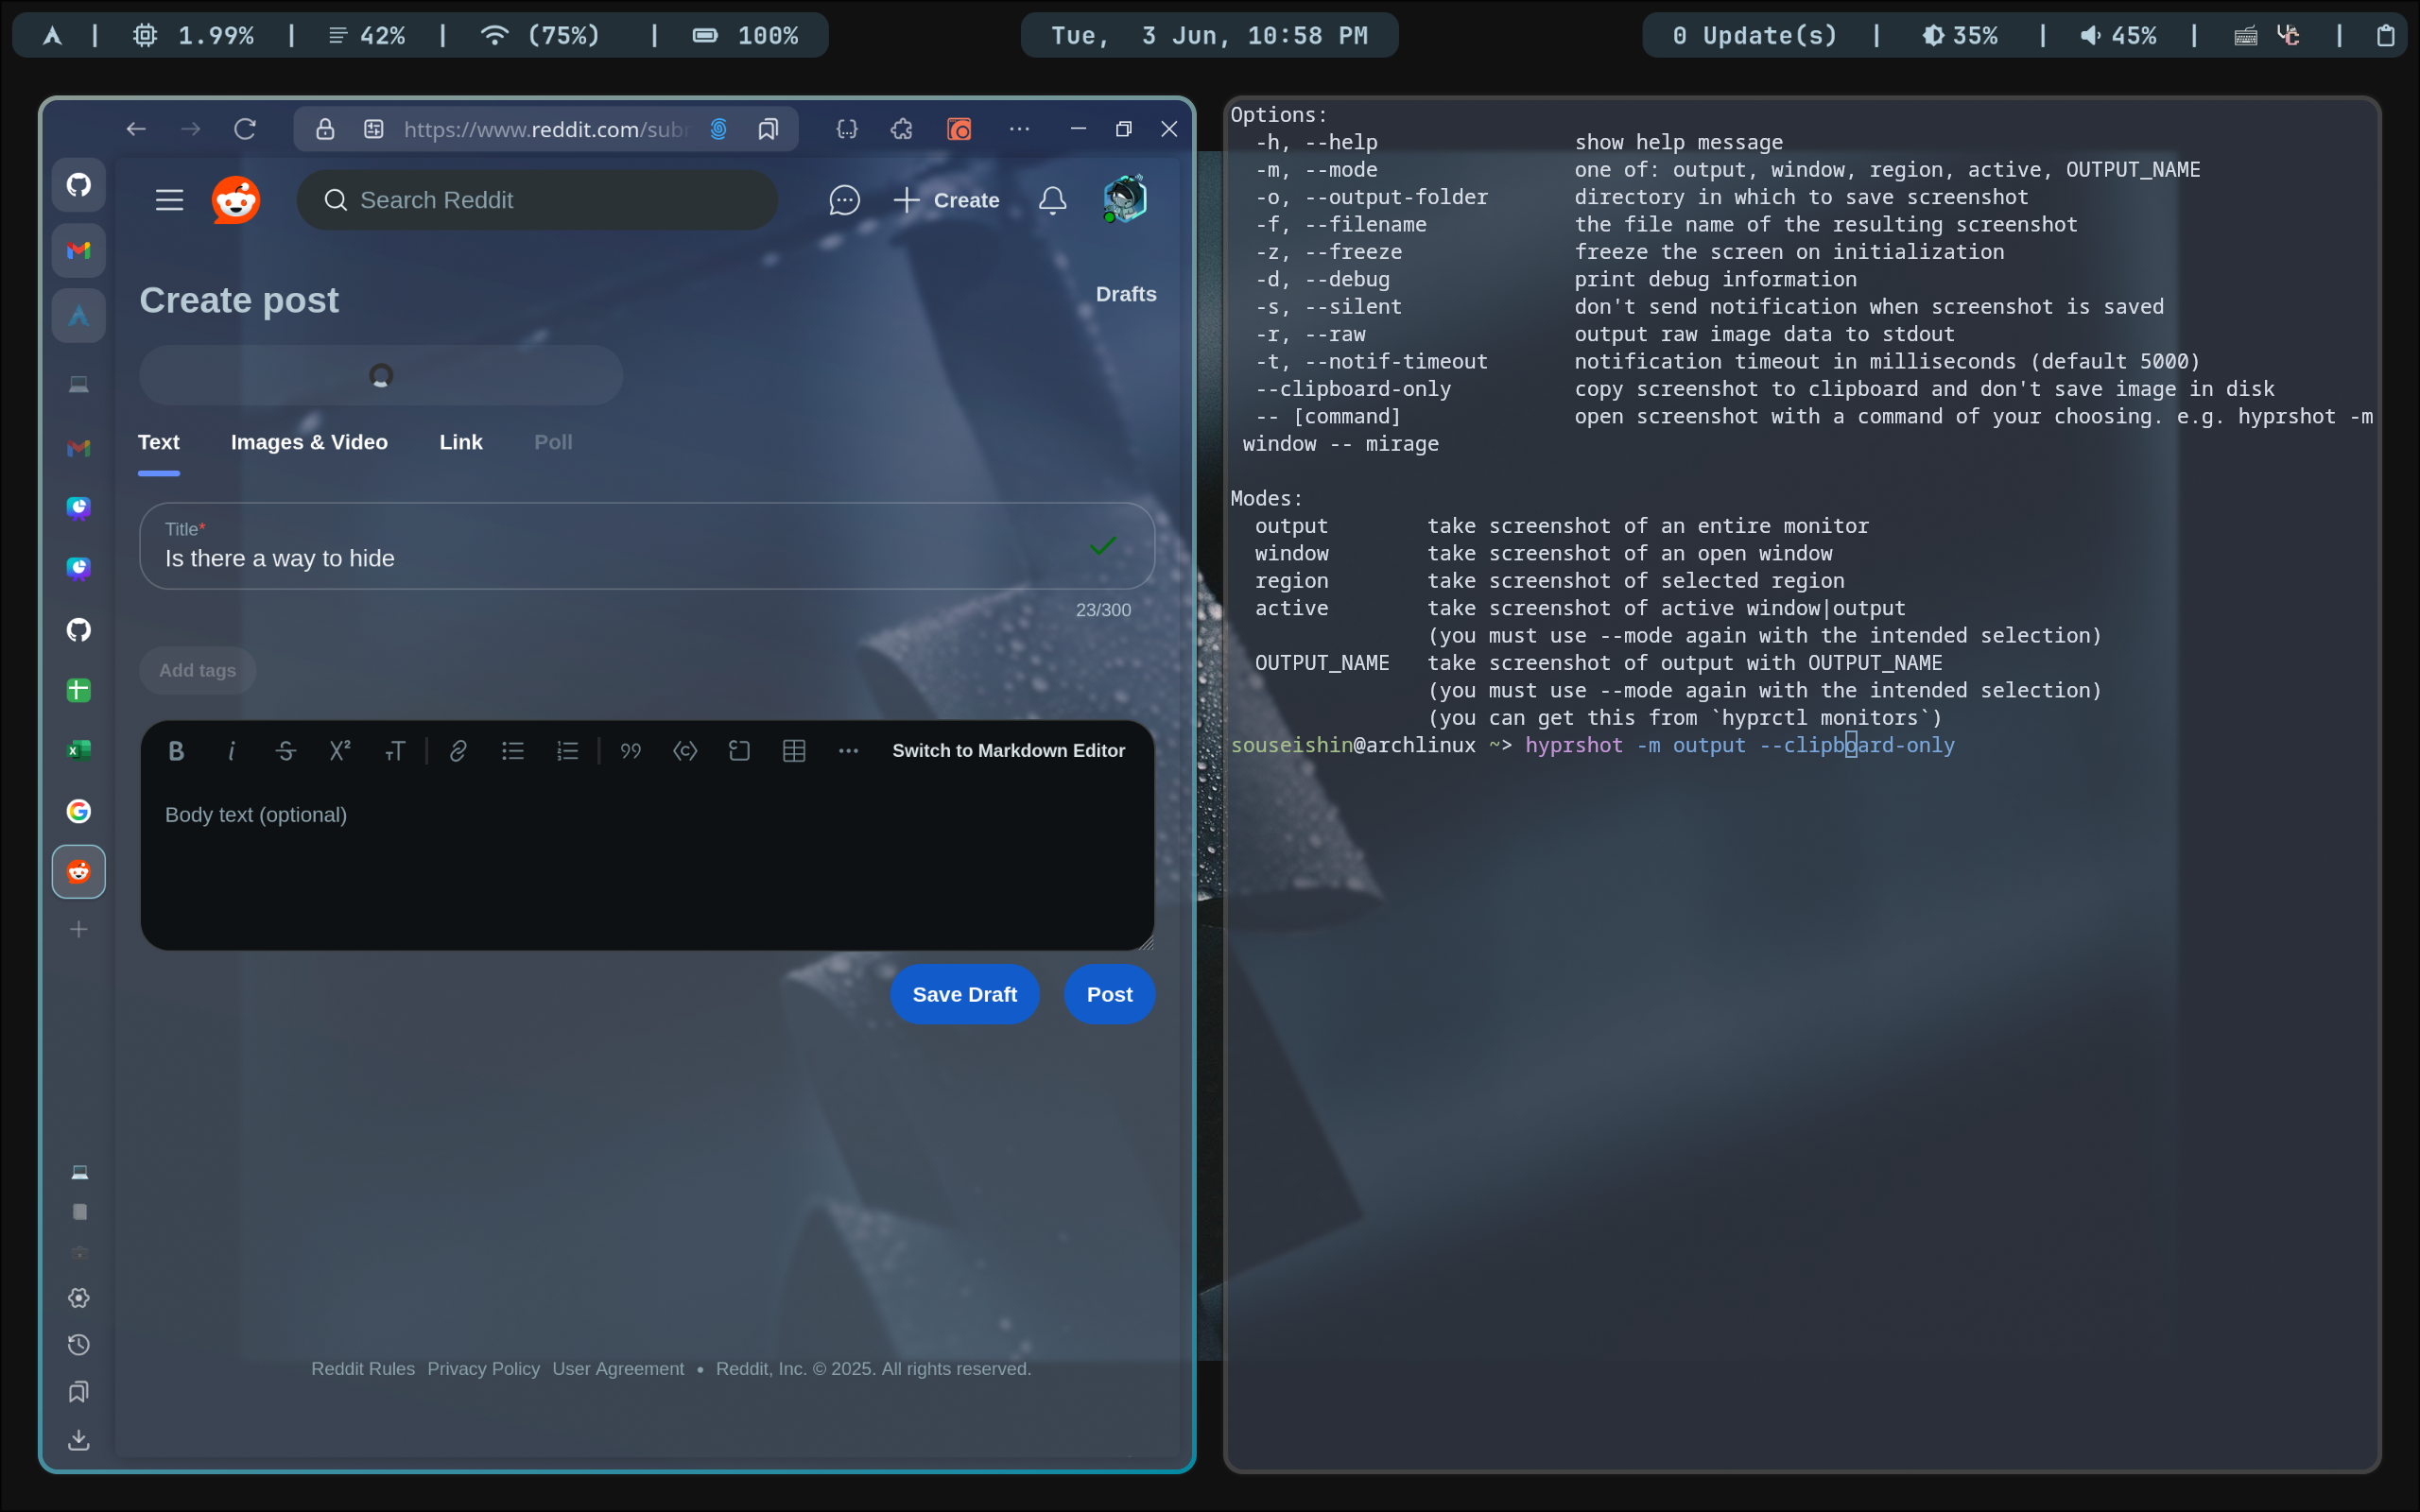 | 1.99% | 42% | (75%) | 100%
Tue,  3 Jun, 10:58 PM
0 Update(s) | 35% | 45% | |
https://www.reddit.com/subr
Search Reddit
Create
Create post
Drafts
Text Images & Video Link Poll
Title*
Is there a way to hide
23/300
Add tags
Switch to Markdown Editor
Body text (optional)
Save Draft Post
Reddit Rules Privacy Policy User Agreement • Reddit, Inc. © 2025. All rights reserved.
Options:
-h, --help show help message
-m, --mode one of: output, window, region, active, OUTPUT_NAME
-o, --output-folder directory in which to save screenshot
-f, --filename the file name of the resulting screenshot
-z, --freeze freeze the screen on initialization
-d, --debug print debug information
-s, --silent don't send notification when screenshot is saved
-r, --raw output raw image data to stdout
-t, --notif-timeout notification timeout in milliseconds (default 5000)
--clipboard-only copy screenshot to clipboard and don't save image in disk
-- [command] open screenshot with a command of your choosing. e.g. hyprshot -m
window -- mirage
Modes:
output take screenshot of an entire monitor
window take screenshot of an open window
region take screenshot of selected region
active take screenshot of active window|output
(you must use --mode again with the intended selection)
OUTPUT_NAME take screenshot of output with OUTPUT_NAME
(you must use --mode again with the intended selection)
(you can get this from `hyprctl monitors`)
souseishin@archlinux ~> hyprshot -m output --clipboard-only